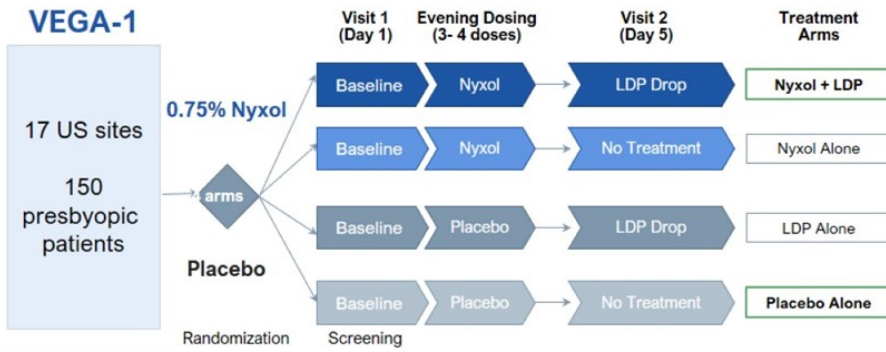 VEGA-1
17 US sites
150
presbyopic
patients
0.75% Nyxol
4 arms
Placebo
Randomization
Screening
Visit 1
(Day 1)
Evening Dosing
(3- 4 doses)
Visit 2
(Day 5)
Treatment
Arms
Baseline
Nyxol
LDP Drop
Nyxol + LDP
Baseline
Nyxol
No Treatment
Nyxol Alone
Baseline
Placebo
LDP Drop
LDP Alone
Baseline
Placebo
No Treatment
Placebo Alone